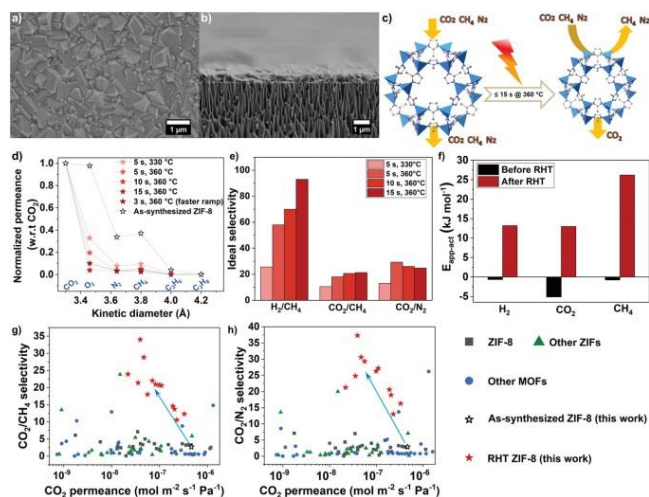 a)
1 µm
b)
1 µm
c)
CO2 CH4 N2
≤ 15 s @ 360 °C
CO2 CH4 N2
CO2 CH4 N2
CH4 N2
CO2
d)
Normalized permeance
(w.r.t CO2)
1.0
0.8
0.6
0.4
0.2
0.0
5 s, 330 °C
5 s, 360 °C
10 s, 360 °C
15 s, 360 °C
3 s, 360 °C (faster ramp)
As-synthesized ZIF-8
CO2
O2
N2
CH4
3.4 3.6 3.8 4.0 4.2
Kinetic diameter (Å)
e)
Ideal selectivity
100
80
60
40
20
0
5 s, 330°C
5 s, 360°C
10 s, 360°C
15 s, 360°C
H2/CH4 CO2/CH4 CO2/N2
f)
Eapp-act (kJ mol-1)
30
25
20
15
10
5
0
-5
Before RHT
After RHT
H2 CO2 CH4
g)
CO2/CH4 selectivity
35
30
25
20
15
10
5
0
10-9 10-8 10-7 10-6
CO2 permeance (mol m-2 s-1 Pa-1)
h)
CO2/N2 selectivity
40
35
30
25
20
15
10
5
0
10-9 10-8 10-7 10-6
CO2 permeance (mol m-2 s-1 Pa-1)
ZIF-8
Other ZIFs
Other MOFs
As-synthesized ZIF-8 (this work)
RHT ZIF-8 (this work)